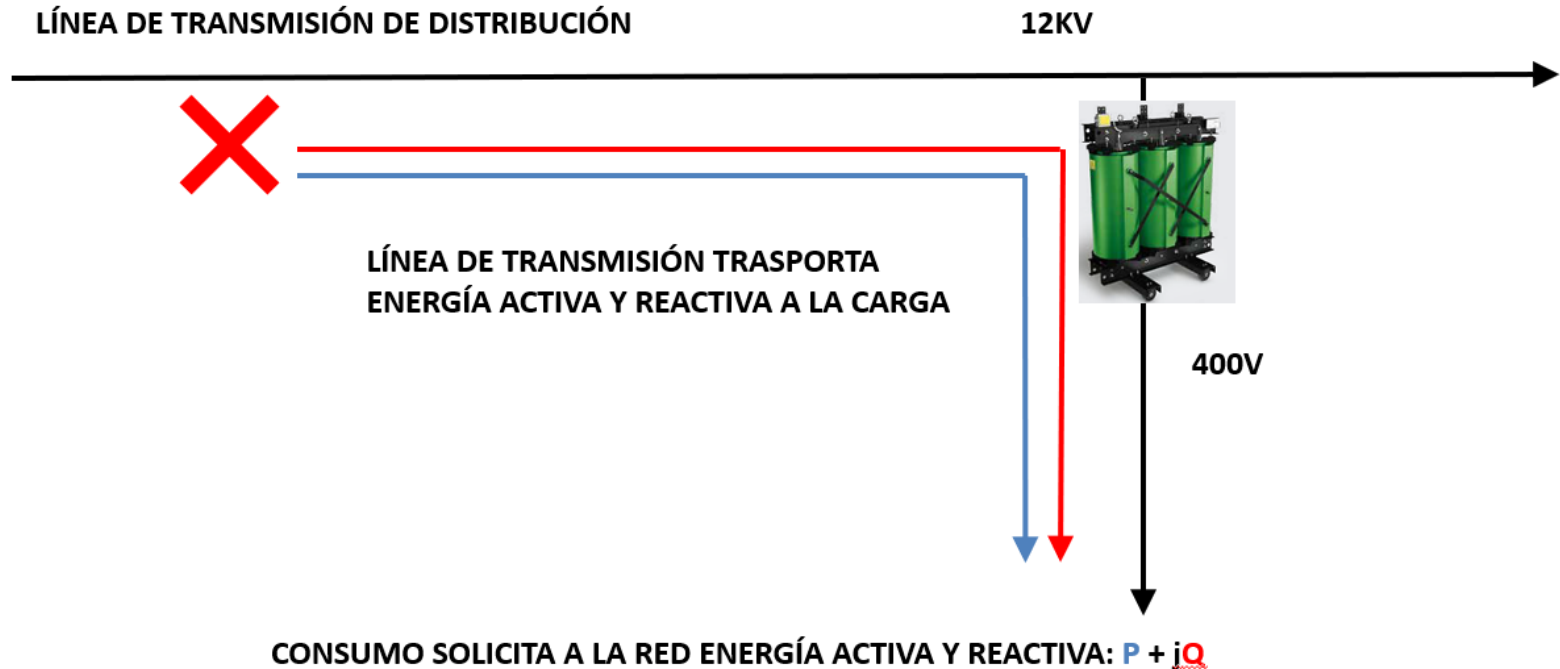 LÍNEA DE TRANSMISIÓN DE DISTRIBUCIÓN
12KV
LÍNEA DE TRANSMISIÓN TRASPORTA
ENERGÍA ACTIVA Y REACTIVA A LA CARGA
400V
CONSUMO SOLICITA A LA RED ENERGÍA ACTIVA Y REACTIVA: P + jQ